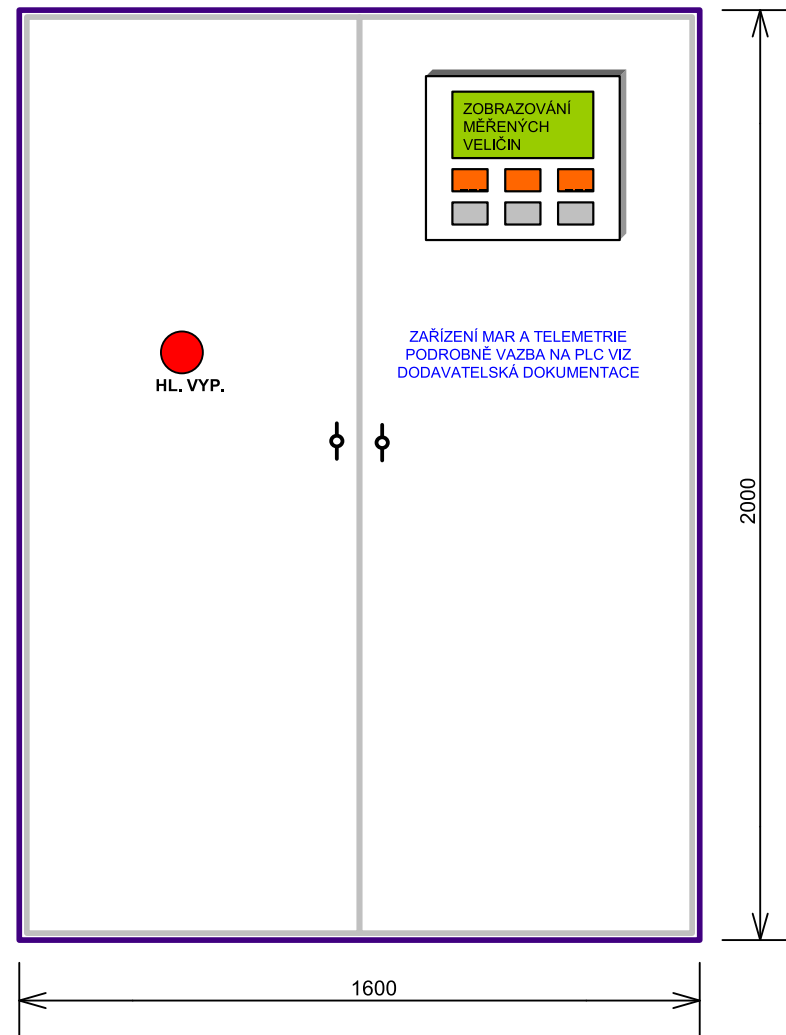 ZOBRAZOVÁNÍ
MĚŘENÝCH
VELIČIN
ZAŘÍZENÍ MAR A TELEMETRIE
PODROBNĚ VAZBA NA PLC VIZ
DODAVATELSKÁ DOKUMENTACE
HL. VYP.
2000
1600